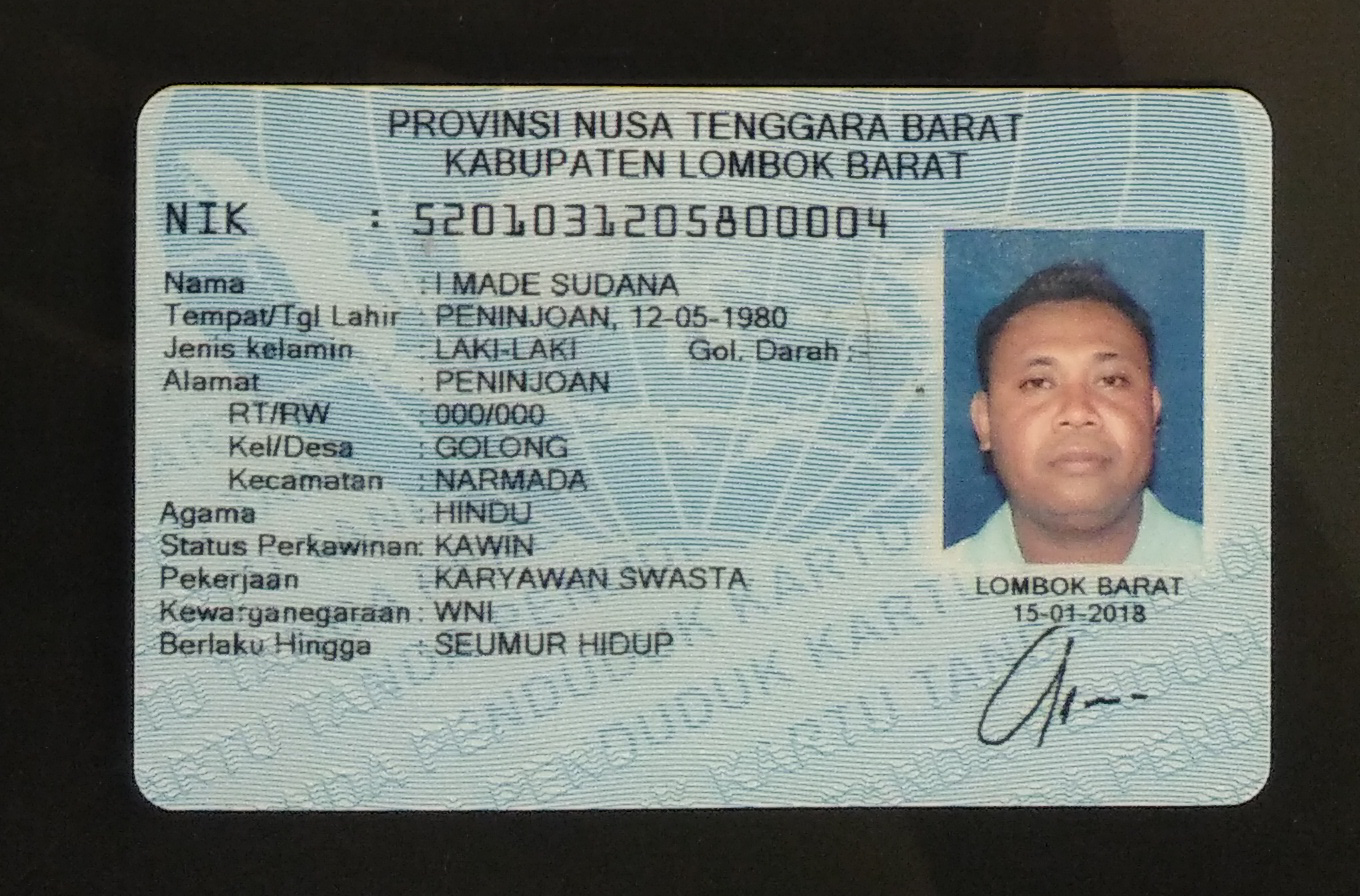 PROVINSI NUSA TENGGARA BARAT
KABUPATEN LOMBOK BARAT
NIK : 5201031205800004
Nama : I MADE SUDANA
Tempat/Tgl Lahir : PENINJOAN, 12-05-1980
Jenis kelamin : LAKI-LAKI Gol. Darah : -
Alamat : PENINJOAN
RT/RW : 000/000
Kel/Desa : GOLONG
Kecamatan : NARMADA
Agama : HINDU
Status Perkawinan: KAWIN
Pekerjaan : KARYAWAN SWASTA
Kewarganegaraan : WNI
Berlaku Hingga : SEUMUR HIDUP
LOMBOK BARAT
15-01-2018